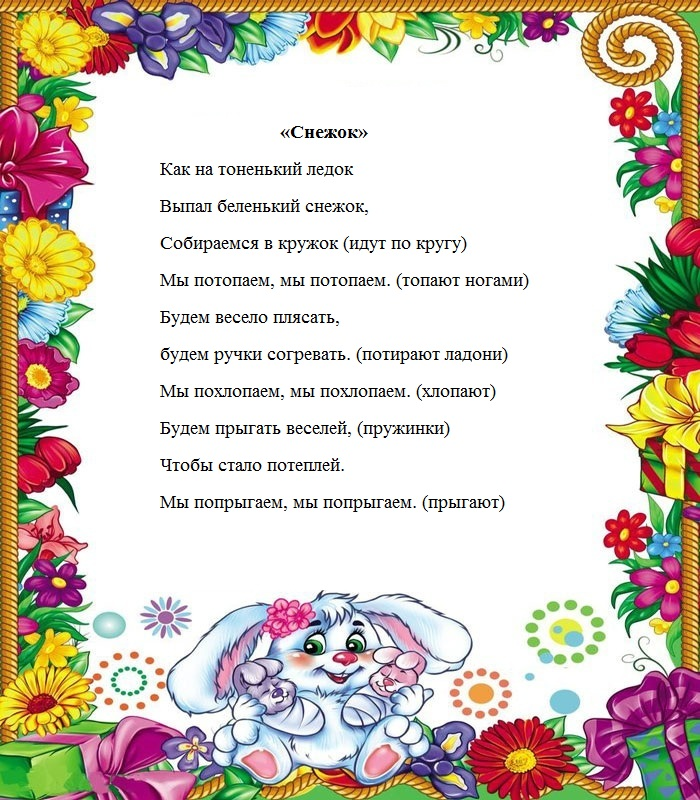 «Снежок»
Как на тоненький ледок
Выпал беленький снежок,
Собираемся в кружок (идут по кругу)
Мы потопаем, мы потопаем. (топают ногами)
Будем весело плясать,
будем ручки согревать. (потирают ладони)
Мы похлопаем, мы похлопаем. (хлопают)
Будем прыгать веселей, (пружинки)
Чтобы стало потеплей.
Мы попрыгаем, мы попрыгаем. (прыгают)